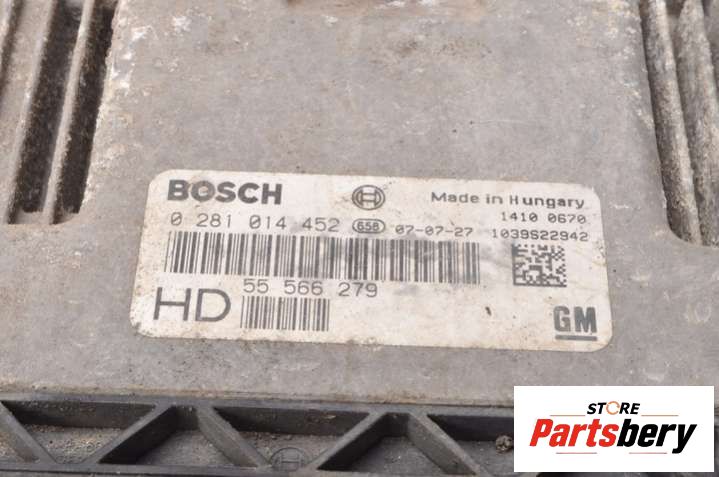 BOSCH
Made in Hungary
0 281 014 452 658 07-07-27
1410 0670
1039S22942
55 566 279
HD
GM
STORE
Partsbery